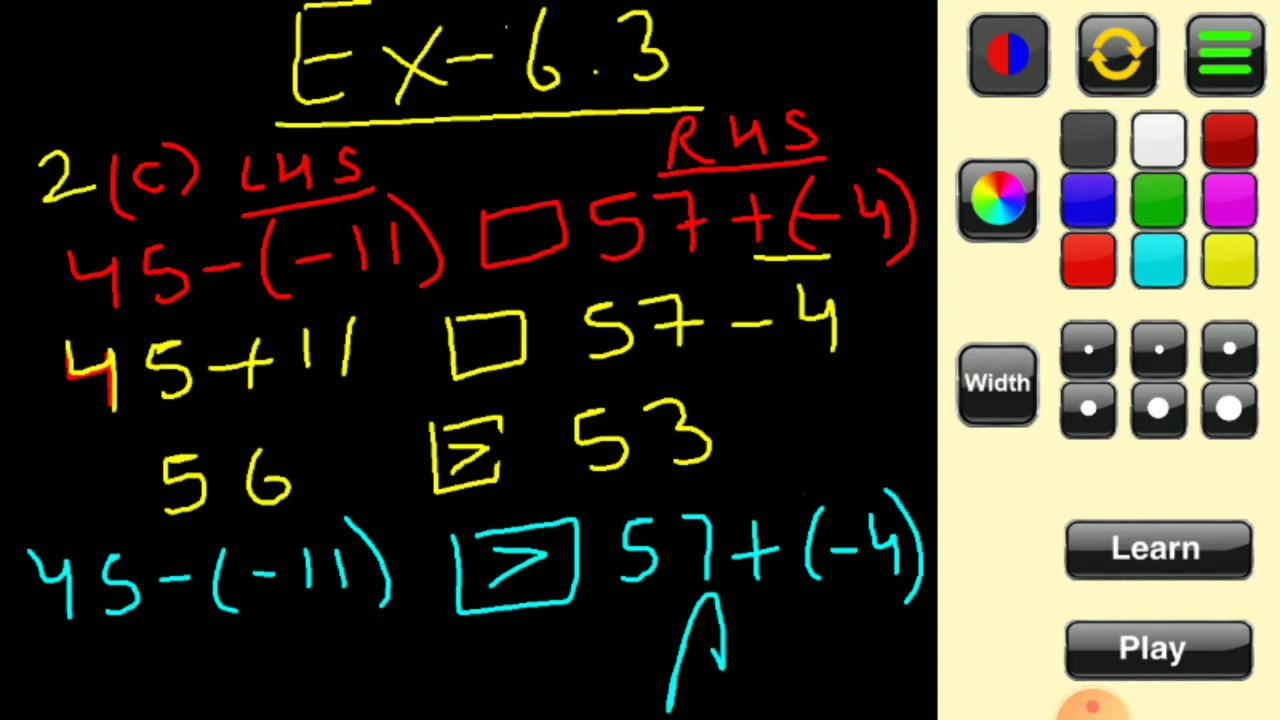 Ex-6.3
2 (c) LHS RHS
45-(-11) □ 57+(-4)
45+11 □ 57-4
56 > 53
45-(-11) > 57+(-4)
Width
Learn
Play